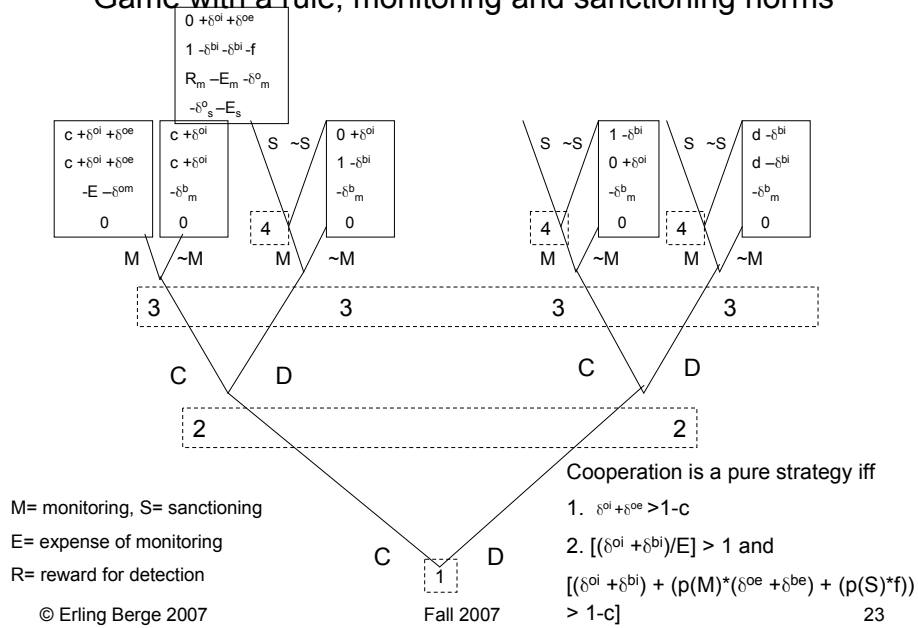 Game with a rule, monitoring and sanctioning norms
0 +δ^oi +δ^oe
1 -δ^bi -δ^bi -f
R_m –E_m -δ^o_m
-δ^o_s –E_s
c +δ^oi +δ^oe
c +δ^oi +δ^oe
-E –δ^om
0
c +δ^oi
c +δ^oi
-δ^b_m
0
S ~S
0 +δ^oi
1 -δ^bi
-δ^b_m
0
S ~S
1 -δ^bi
0 +δ^oi
-δ^b_m
0
S ~S
d -δ^bi
d –δ^bi
-δ^b_m
0
4 4 4
M ~M M ~M M ~M M ~M
3 3 3 3
C D C D
2 2
C D
1
M= monitoring, S= sanctioning
E= expense of monitoring
R= reward for detection
Cooperation is a pure strategy iff
1. δ^oi +δ^oe >1-c
2. [(δ^oi +δ^bi)/E] > 1 and
[(δ^oi +δ^bi) + (p(M)*(δ^oe +δ^be) + (p(S)*f))
> 1-c]
© Erling Berge 2007 Fall 2007 23